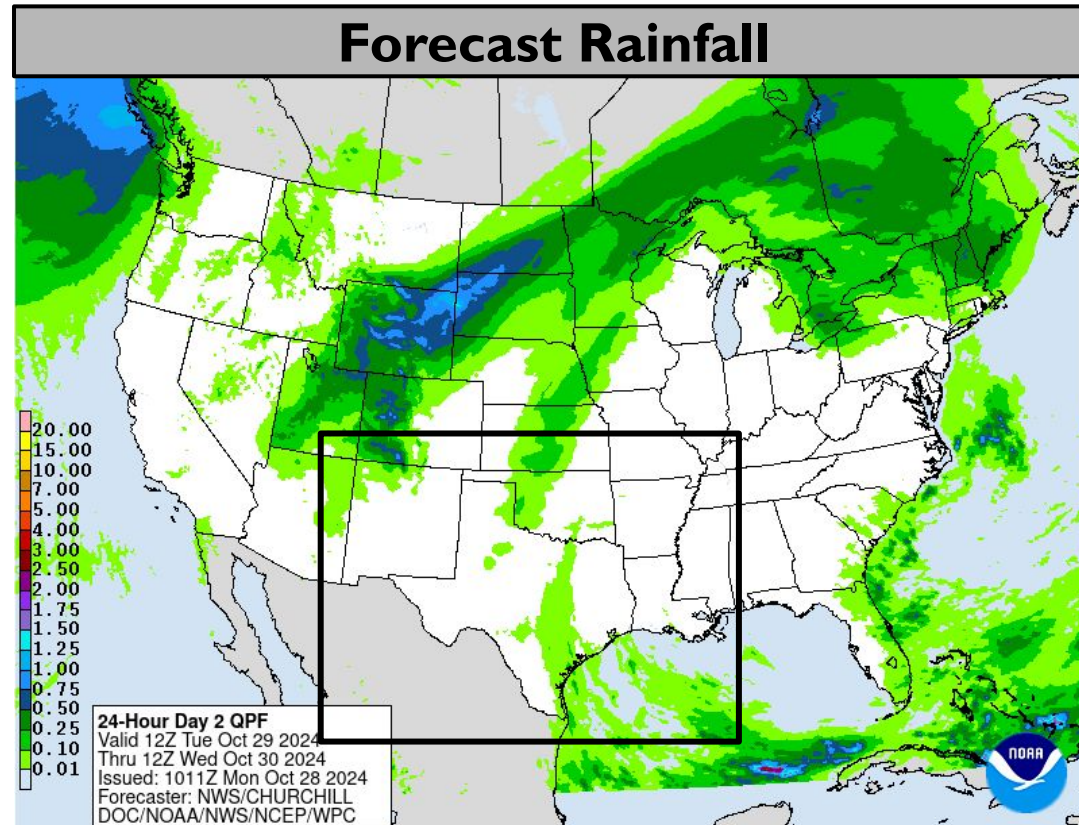 Forecast Rainfall
20.00
15.00
10.00
7.00
5.00
4.00
3.00
2.50
2.00
1.75
1.50
1.25
1.00
0.75
0.50
0.25
0.10
0.01
24-Hour Day 2 QPF
Valid 12Z Tue Oct 29 2024
Thru 12Z Wed Oct 30 2024
Issued: 1011Z Mon Oct 28 2024
Forecaster: NWS/CHURCHILL
DOC/NOAA/NWS/NCEP/WPC
NOAA